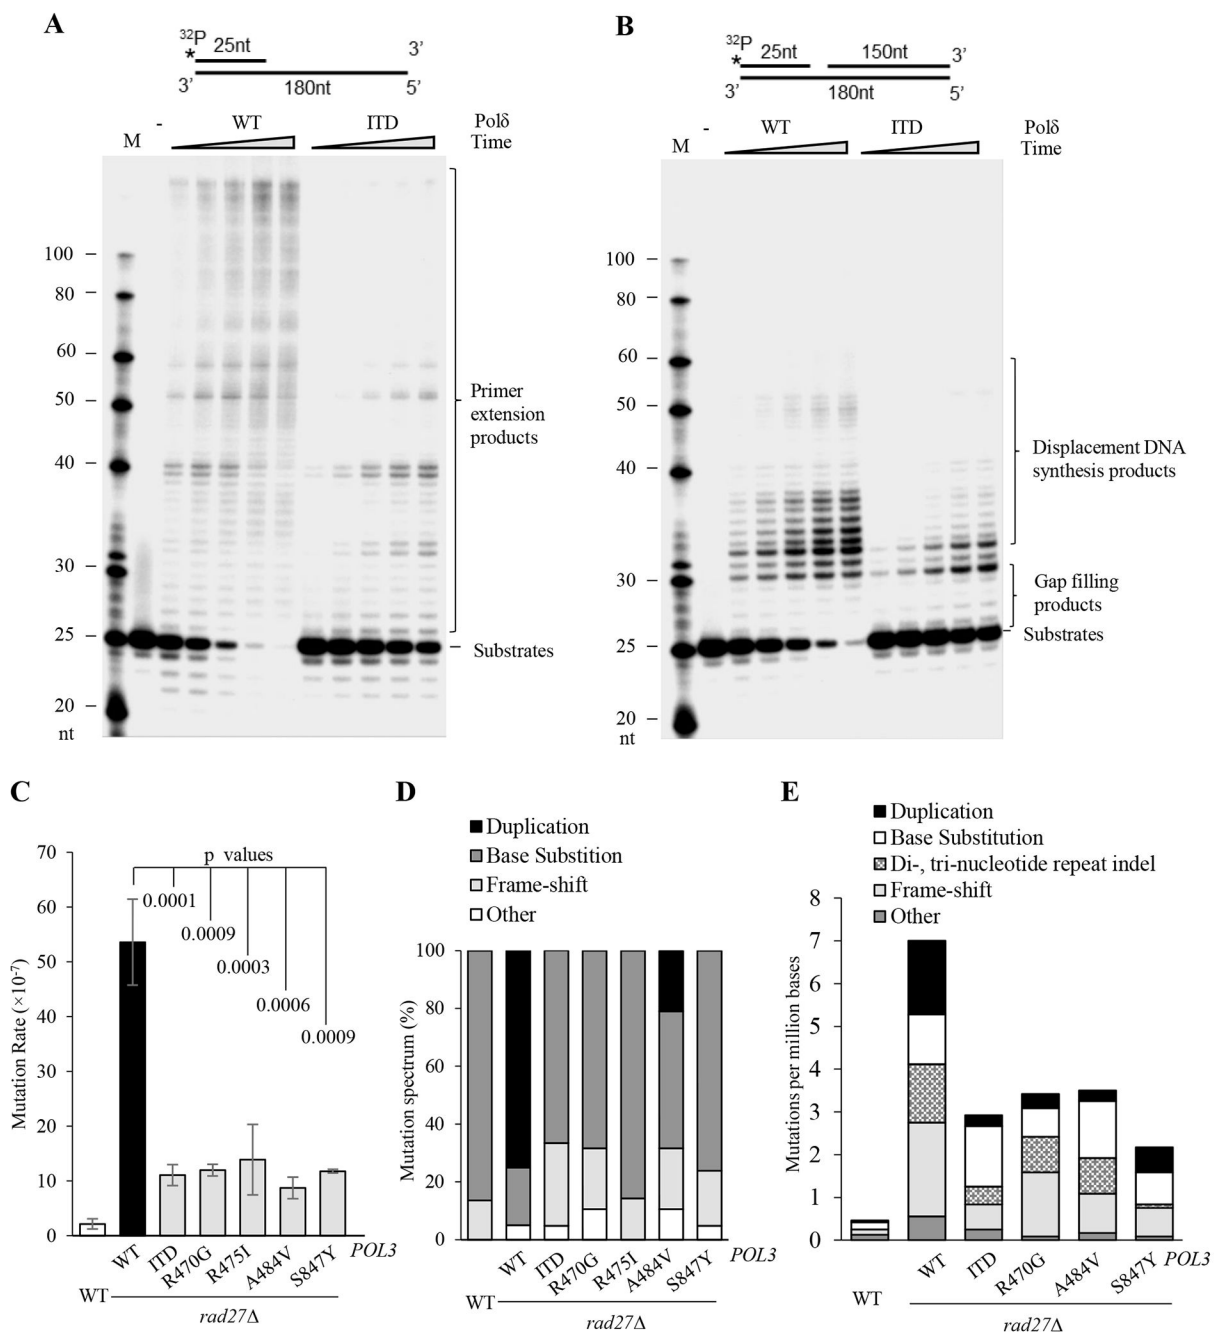 A
32P
* 25nt 3'
3' 180nt 5'
- WT ITD Polδ
M Time
100
80
60
50
40
30
25
20
nt
Primer
extension
products
Substrates
B
32P
* 25nt 150nt 3'
3' 180nt 5'
- WT ITD Polδ
M Time
100
80
60
50
40
30
25
20
nt
Displacement DNA
synthesis products
Gap filling
products
Substrates
C
Mutation Rate (×10-7)
70
60
50
40
30
20
10
0
p values
0.0001
0.0009
0.0003
0.0006
0.0009
WT ITD R470G R475I A484V S847Y POL3
WT
rad27Δ
D
Duplication
Base Substition
Frame-shift
Other
Mutation spectrum (%)
100
80
60
40
20
0
WT ITD R470G R475I A484V S847Y POL3
WT
rad27Δ
E
Duplication
Base Substitution
Di-, tri-nucleotide repeat indel
Frame-shift
Other
Mutations per million bases
8
7
6
5
4
3
2
1
0
WT ITD R470G A484V S847Y POL3
WT
rad27Δ